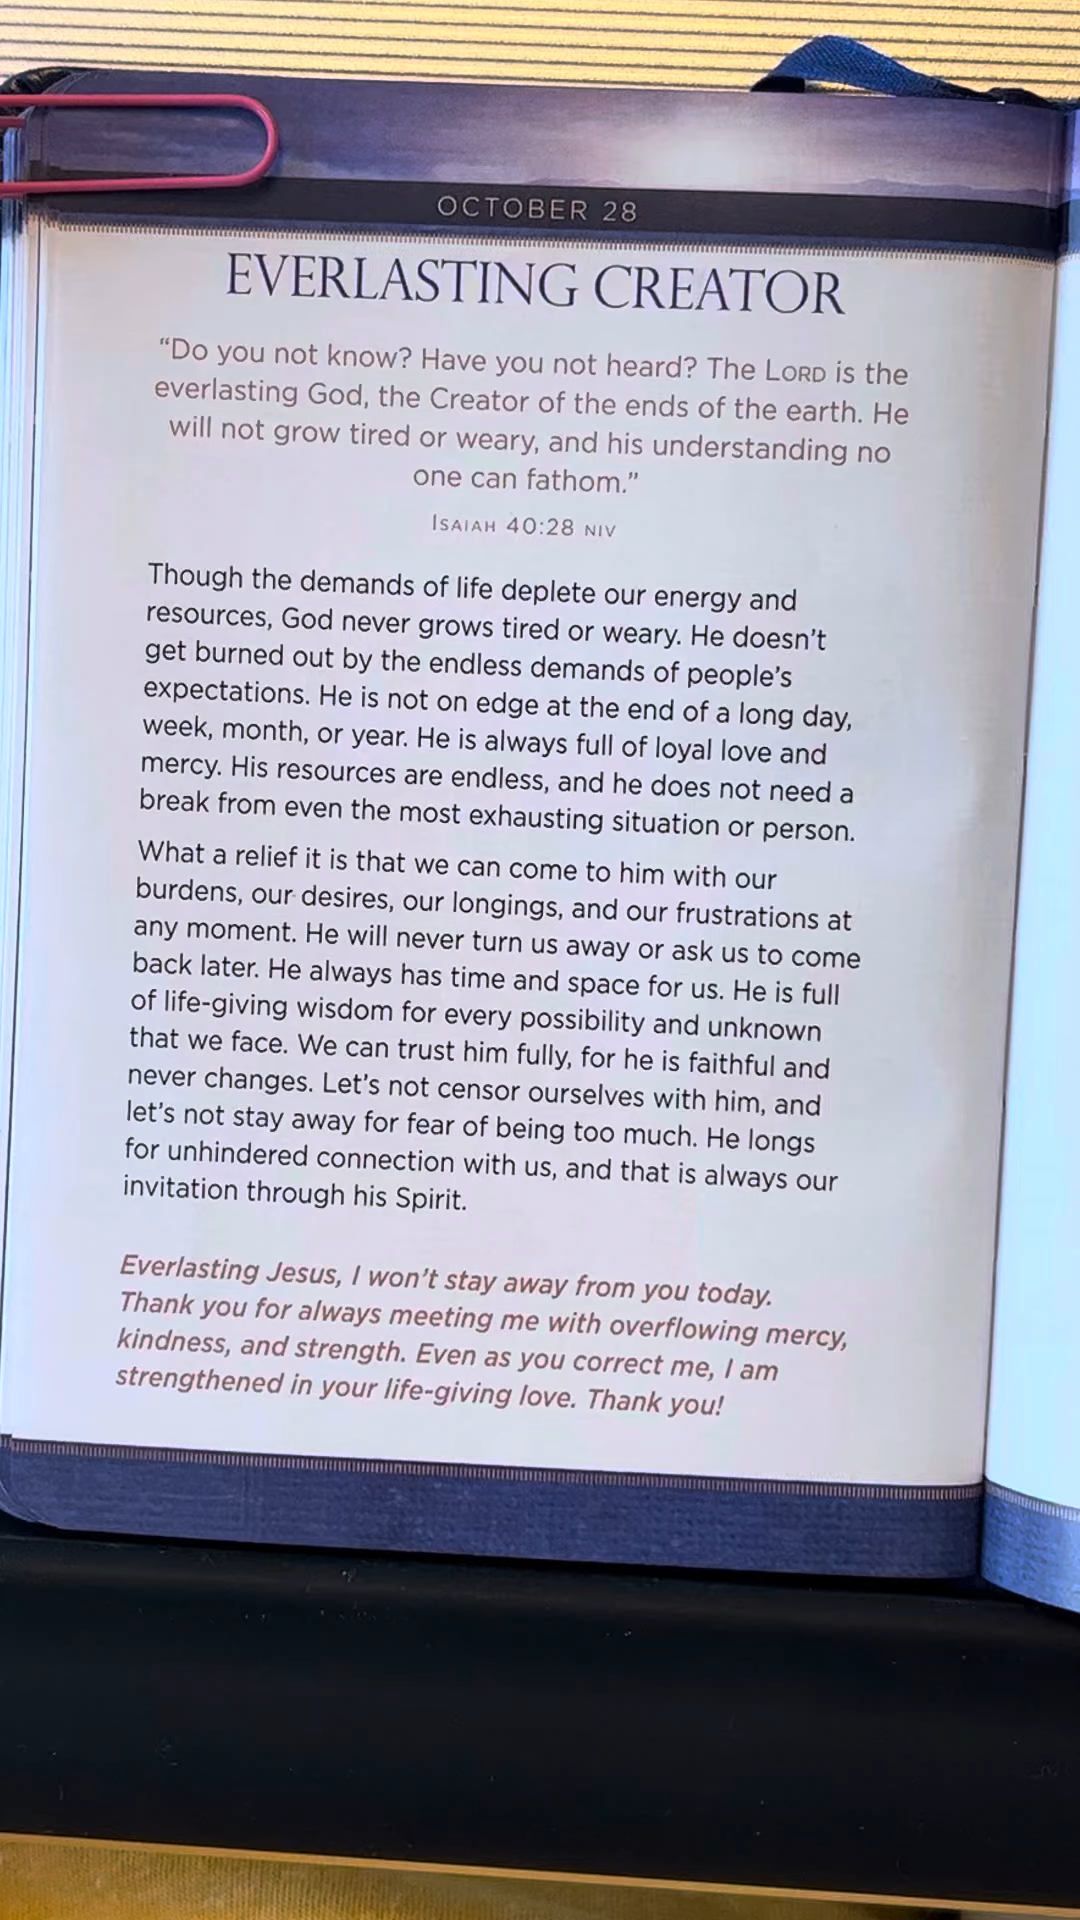 OCTOBER 28
EVERLASTING CREATOR
“Do you not know? Have you not heard? The LORD is the
everlasting God, the Creator of the ends of the earth. He
will not grow tired or weary, and his understanding no
one can fathom.”
ISAIAH 40:28 NIV
Though the demands of life deplete our energy and
resources, God never grows tired or weary. He doesn’t
get burned out by the endless demands of people’s
expectations. He is not on edge at the end of a long day,
week, month, or year. He is always full of loyal love and
mercy. His resources are endless, and he does not need a
break from even the most exhausting situation or person.
What a relief it is that we can come to him with our
burdens, our desires, our longings, and our frustrations at
any moment. He will never turn us away or ask us to come
back later. He always has time and space for us. He is full
of life-giving wisdom for every possibility and unknown
that we face. We can trust him fully, for he is faithful and
never changes. Let’s not censor ourselves with him, and
let’s not stay away for fear of being too much. He longs
for unhindered connection with us, and that is always our
invitation through his Spirit.
Everlasting Jesus, I won’t stay away from you today.
Thank you for always meeting me with overflowing mercy,
kindness, and strength. Even as you correct me, I am
strengthened in your life-giving love. Thank you!